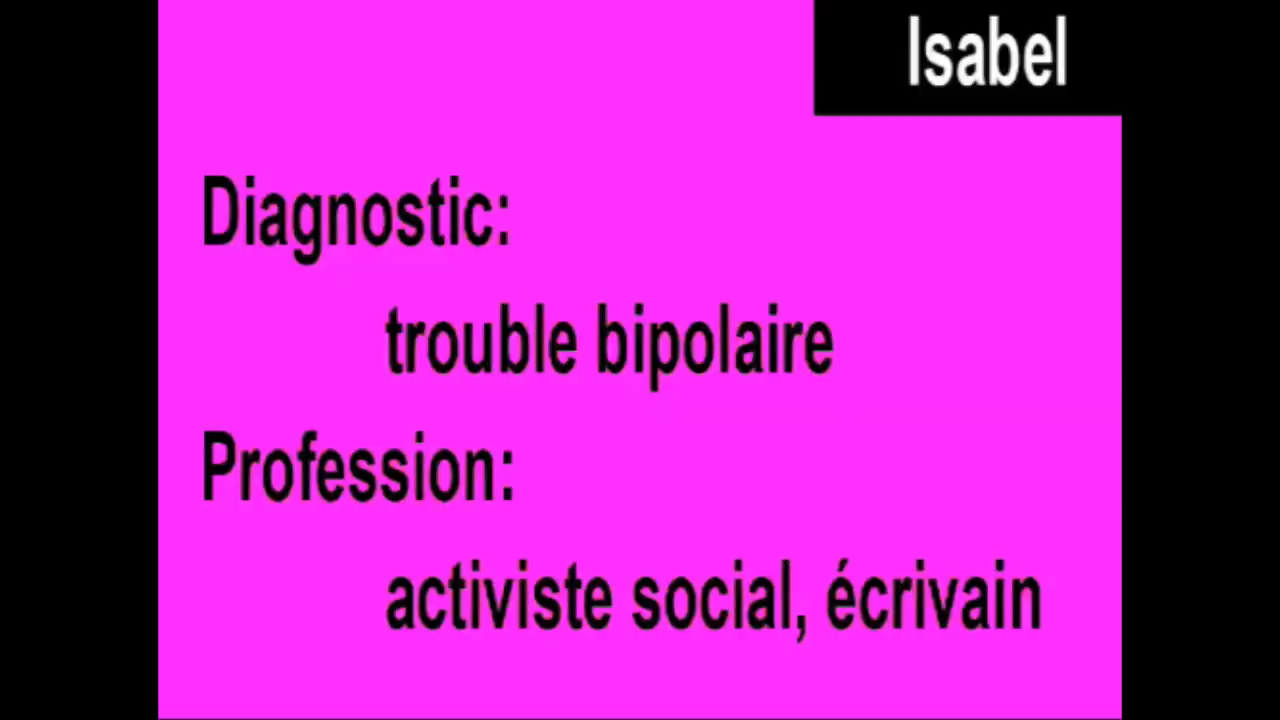 Isabel
Diagnostic:
trouble bipolaire
Profession:
activiste social, écrivain